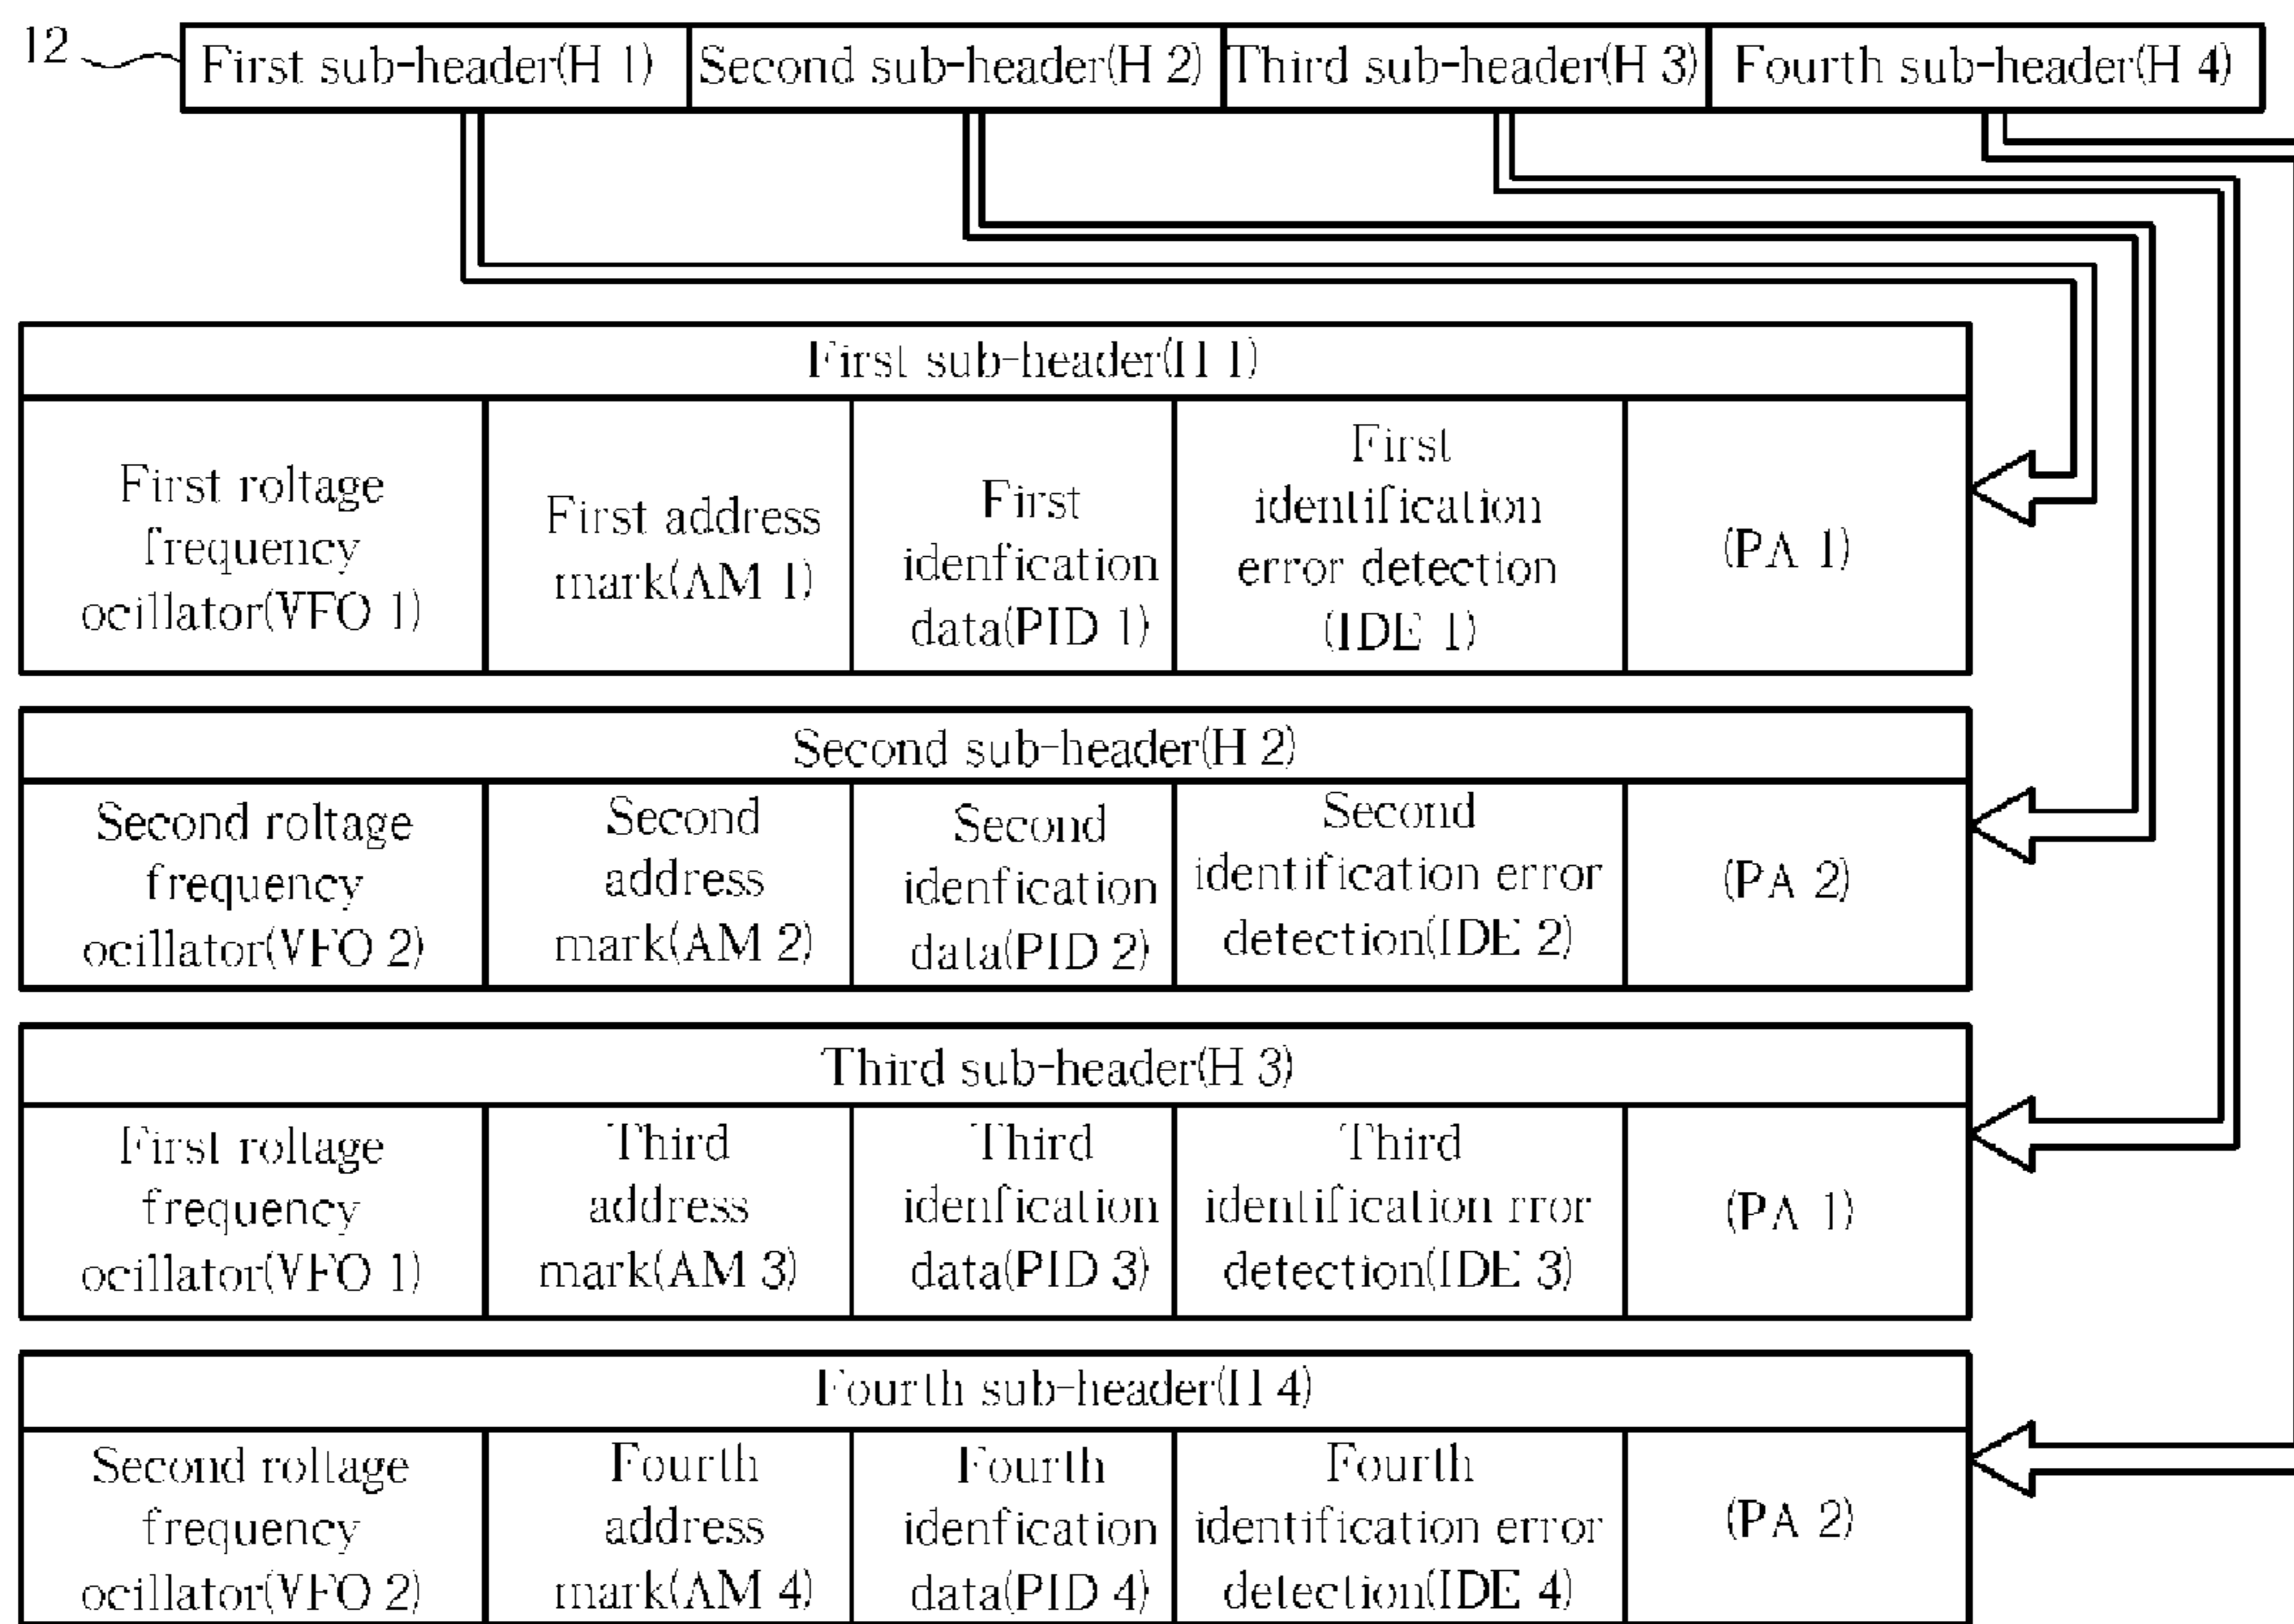 12
First sub-header(H 1) Second sub-header(H 2) Third sub-header(H 3) Fourth sub-header(H 4)
First sub-header(H 1)
First roltage
frequency
ocillator(VFO 1)
First address
mark(AM 1)
First
idenfication
data(PID 1)
First
identification
error detection
(IDE 1)
(PA 1)
Second sub-header(H 2)
Second roltage
frequency
ocillator(VFO 2)
Second
address
mark(AM 2)
Second
idenfication
data(PID 2)
Second
identification error
detection(IDE 2)
(PA 2)
Third sub-header(H 3)
First roltage
frequency
ocillator(VFO 1)
Third
address
mark(AM 3)
Third
idenfication
data(PID 3)
Third
identification rror
detection(IDE 3)
(PA 1)
Fourth sub-header(H 4)
Second roltage
frequency
ocillator(VFO 2)
Fourth
address
mark(AM 4)
Fourth
idenfication
data(PID 4)
Fourth
identification error
detection(IDE 4)
(PA 2)